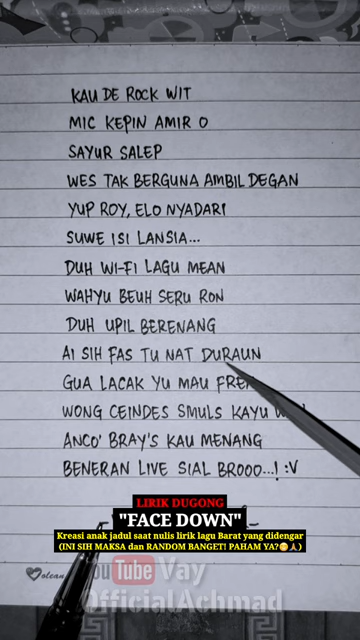 KAU DE ROCK WIT
MIC KEPIN AMIR O
SAYUR SALEP
WES TAK BERGUNA AMBIL DEGAN
YUP ROY, ELO NYADARI
SUWE ISI LANSIA...
DUH WI-FI LAGU MEAN
WAHYU BEUH SERU RON
DUH UPIL BERENANG
AI SIH FAS TU NAT DURAUN
GUA LACAK YU MAU
WONG CEINDES SMULS KAYU
ANCO' BRAY'S KAU MENANG
BENERAN LIVE SIAL BROOO...! :V
LIRIK DUGONG
"FACE DOWN"
Kreasi anak jadul saat nulis lirik lagu Barat yang didengar
(INI SIH MAKSA dan RANDOM BANGET! PAHAM YA?😁🙏)
YouTube Vay
OfficialAchmad